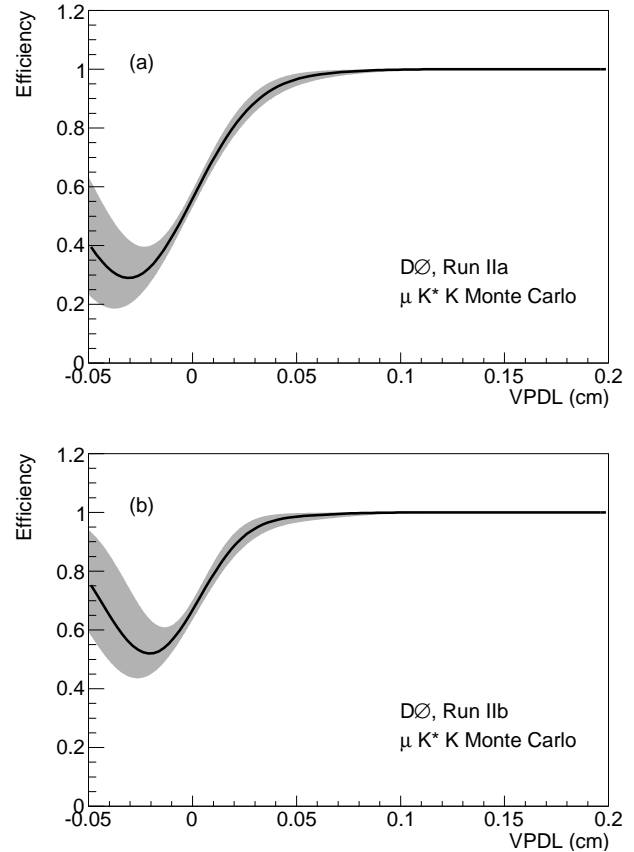 Efficiency
1.2
(a)
1
0.8
0.6
0.4
DØ, Run IIa
0.2
μ K* K Monte Carlo
0
-0.05 0 0.05 0.1 0.15 0.2
VPDL (cm)
Efficiency
1.2
(b)
1
0.8
0.6
0.4
DØ, Run IIb
0.2
μ K* K Monte Carlo
0
-0.05 0 0.05 0.1 0.15 0.2
VPDL (cm)